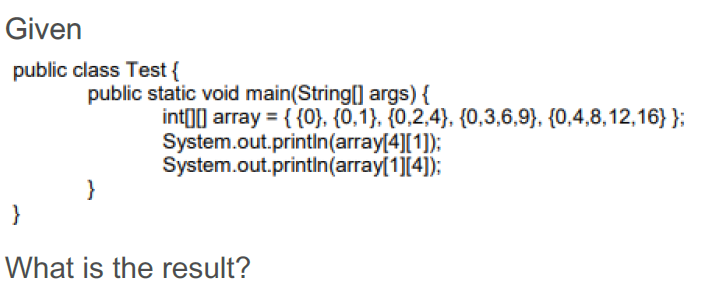 Given
public class Test {
public static void main(String[] args) {
int[][] array = { {0}, {0,1}, {0,2,4}, {0,3,6,9}, {0,4,8,12,16} };
System.out.println(array[4][1]);
System.out.println(array[1][4]);
}
}
What is the result?